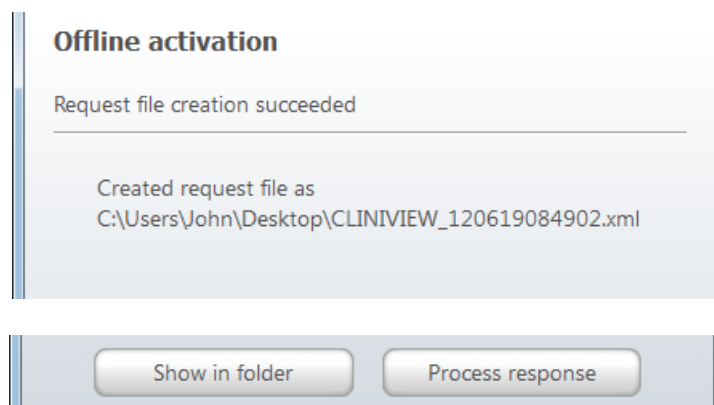 Offline activation
Request file creation succeeded
Created request file as
C:\Users\John\Desktop\CLINIVIEW_120619084902.xml
Show in folder
Process response